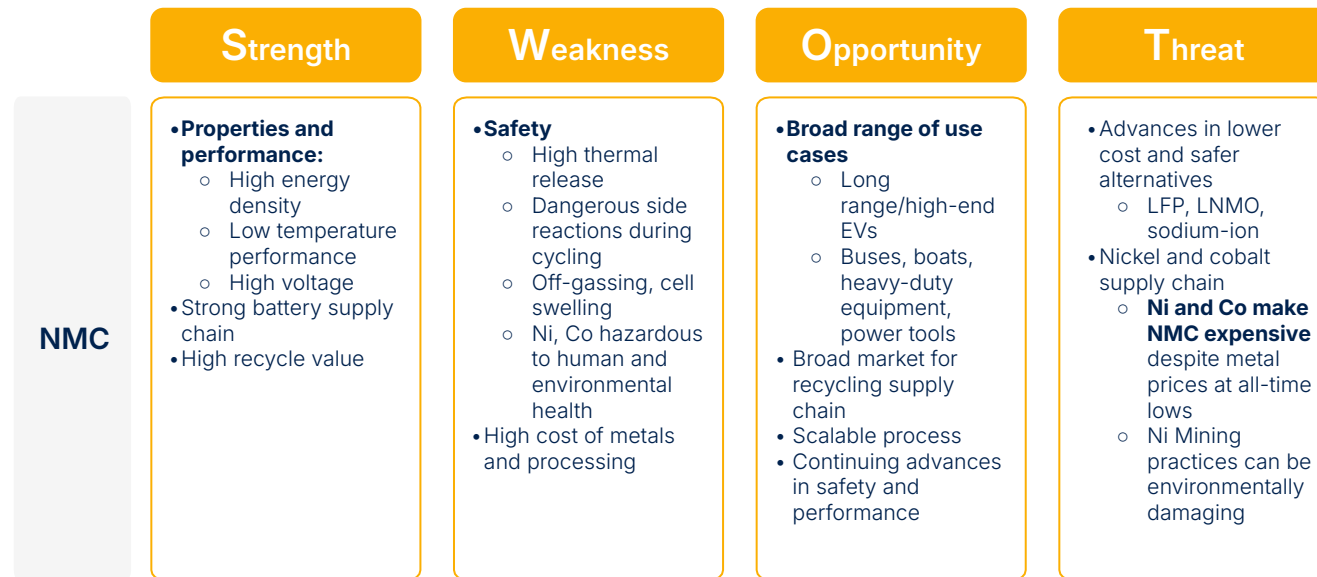 Strength
Weakness
Opportunity
Threat
NMC
•Properties and
performance:
○ High energy
density
○ Low temperature
performance
○ High voltage
•Strong battery supply
chain
•High recycle value
•Safety
○ High thermal
release
○ Dangerous side
reactions during
cycling
○ Off-gassing, cell
swelling
○ Ni, Co hazardous
to human and
environmental
health
•High cost of metals
and processing
•Broad range of use
cases
○ Long
range/high-end
EVs
○ Buses, boats,
heavy-duty
equipment,
power tools
• Broad market for
recycling supply
chain
• Scalable process
• Continuing advances
in safety and
performance
•Advances in lower
cost and safer
alternatives
○ LFP, LNMO,
sodium-ion
•Nickel and cobalt
supply chain
○ Ni and Co make
NMC expensive
despite metal
prices at all-time
lows
○ Ni Mining
practices can be
environmentally
damaging